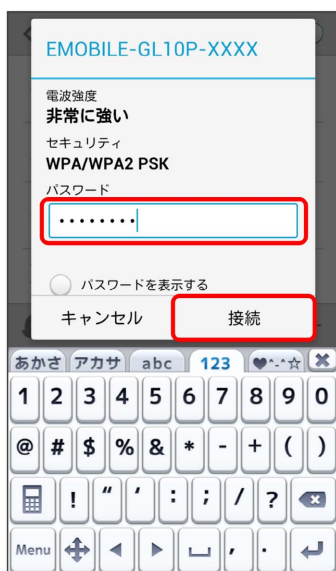 EMOBILE-GL10P-XXXX
電波強度
非常に強い
セキュリティ
WPA/WPA2 PSK
パスワード
········
パスワードを表示する
キャンセル 接続
あかさ アカサ abc 123 ♥^-^☆ ×
1 2 3 4 5 6 7 8 9 0
@ # $ % & * - + ( )
! " ' : ; / ?
Menu , .